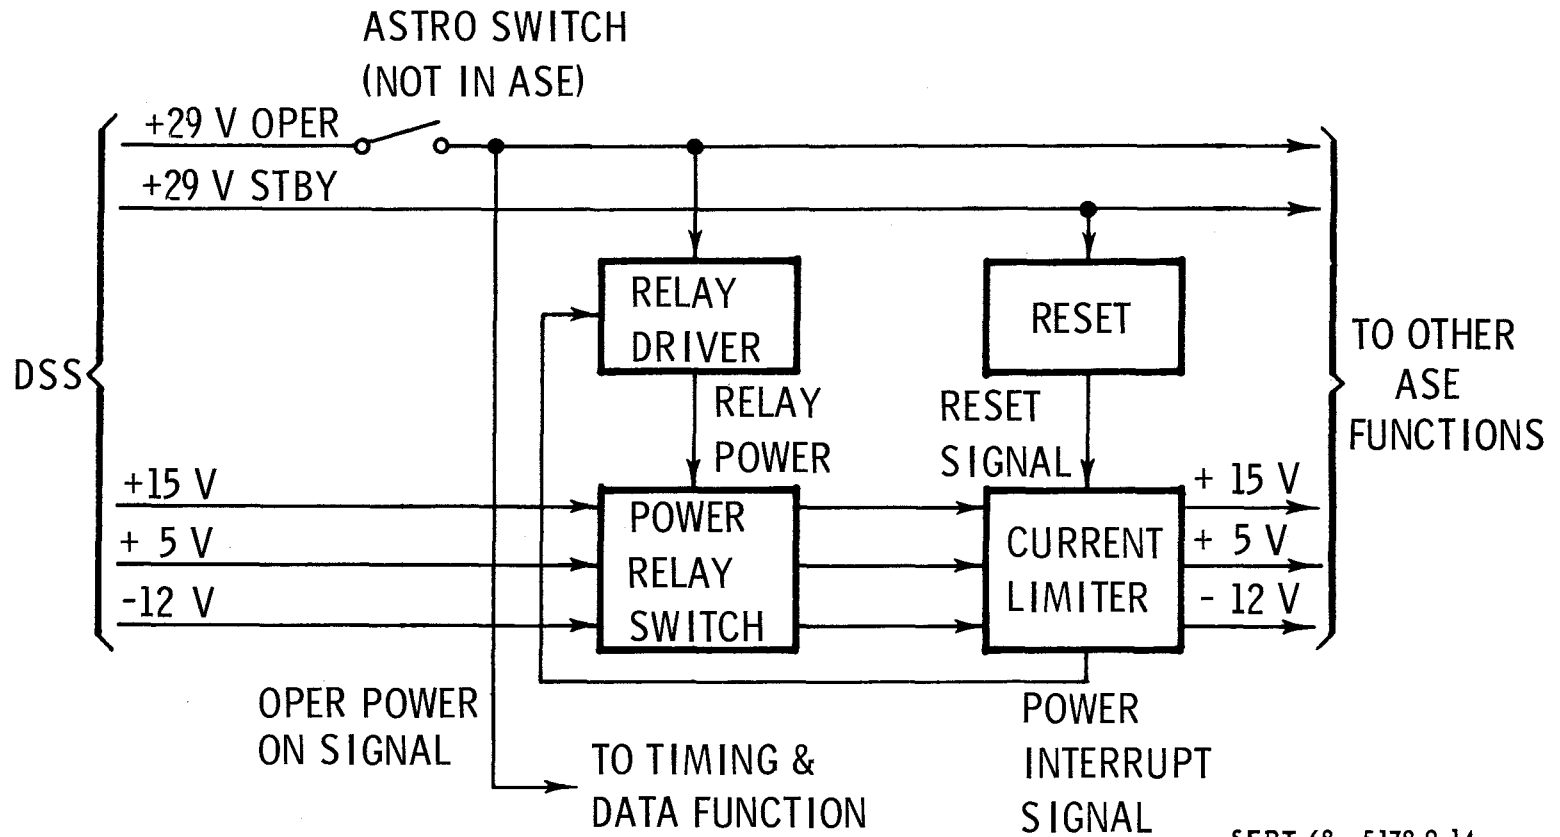 ASTRO SWITCH
(NOT IN ASE)
+29 V OPER
+29 V STBY
RELAY
DRIVER
RESET
DSS
TO OTHER
ASE
FUNCTIONS
RELAY
POWER
RESET
SIGNAL
+15 V
+ 5 V
-12 V
POWER
RELAY
SWITCH
CURRENT
LIMITER
+ 15 V
+ 5 V
- 12 V
OPER POWER
ON SIGNAL
TO TIMING &
DATA FUNCTION
POWER
INTERRUPT
SIGNAL